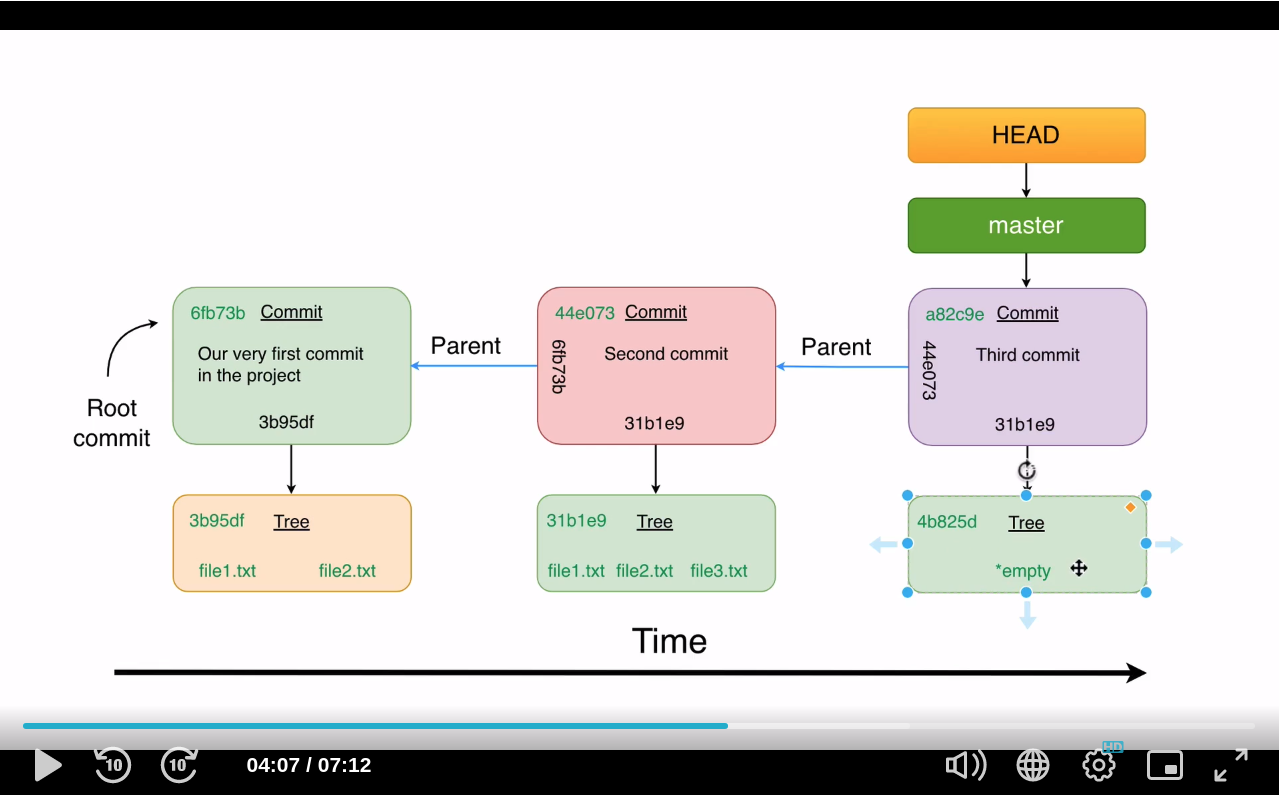 HEAD
master
6fb73b Commit
Our very first commit
in the project
3b95df
Parent
44e073 Commit
6fb73b
Second commit
31b1e9
Parent
a82c9e Commit
44e073
Third commit
31b1e9
Root
commit
3b95df Tree
file1.txt file2.txt
31b1e9 Tree
file1.txt file2.txt file3.txt
4b825d Tree
*empty
Time
10
10
04:07 / 07:12
HD